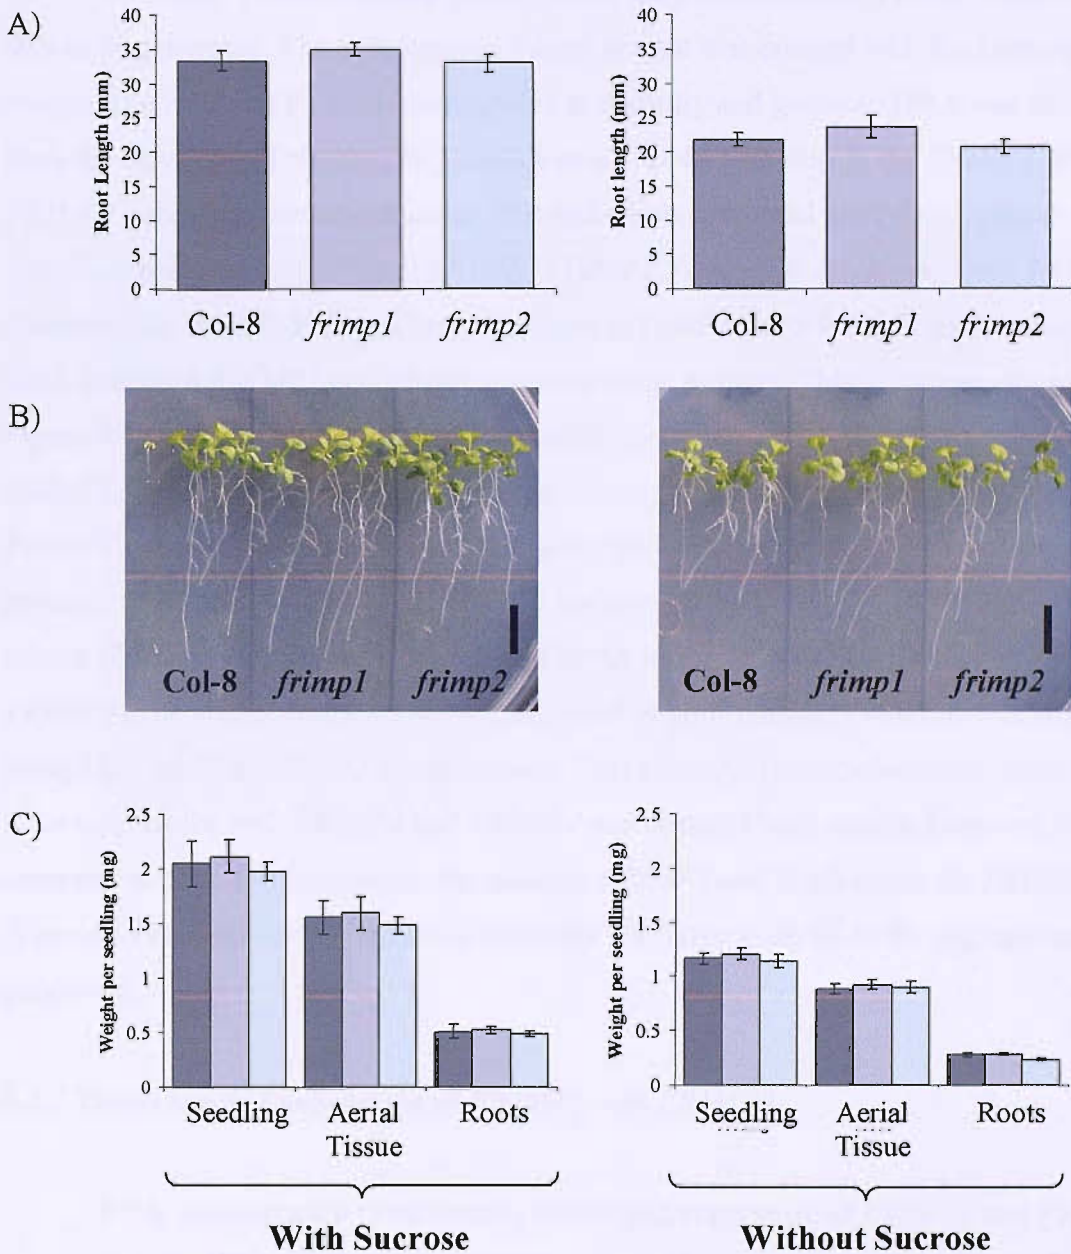 A)
Root Length (mm)
40
35
30
25
20
15
10
5
0
Col-8 frimp1 frimp2
Root length (mm)
40
35
30
25
20
15
10
5
0
Col-8 frimp1 frimp2
B)
Col-8 frimp1 frimp2
Col-8 frimp1 frimp2
C)
Weight per seedling (mg)
2.5
2
1.5
1
0.5
0
Seedling Aerial Roots
Tissue
With Sucrose
Weight per seedling (mg)
2.5
2
1.5
1
0.5
0
Seedling Aerial Roots
Tissue
Without Sucrose